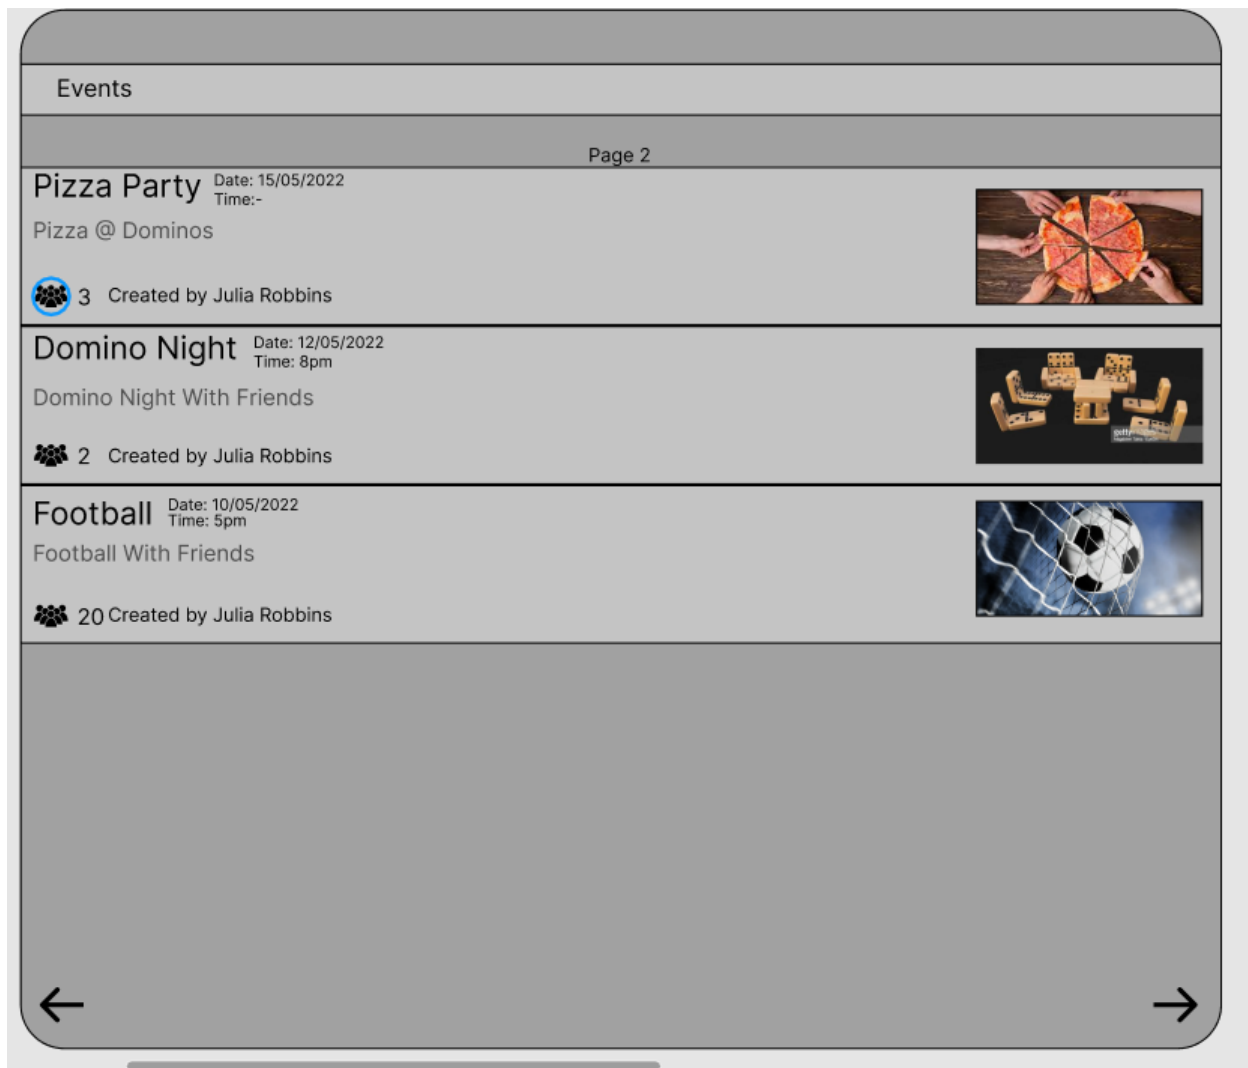 Events
Page 2
Pizza Party
Date: 15/05/2022
Time:-
Pizza @ Dominos
3 Created by Julia Robbins
Domino Night
Date: 12/05/2022
Time: 8pm
Domino Night With Friends
2 Created by Julia Robbins
Football
Date: 10/05/2022
Time: 5pm
Football With Friends
20 Created by Julia Robbins